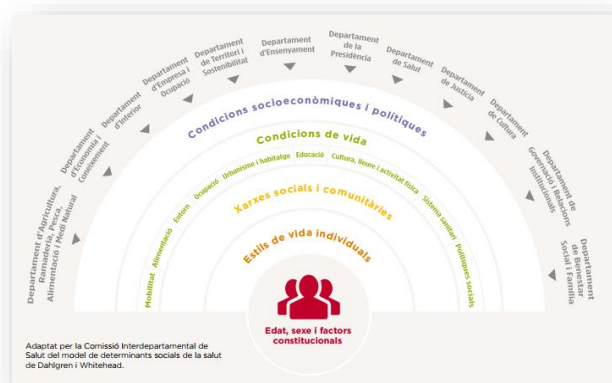 Departament d'Agricultura,
Ramaderia, Pesca,
Alimentació i Medi Natural
Departament
d'Economia i
Coneixement
Departament
d'Interior
Departament
d'Empresa i
Ocupació
Departament
de Territori i
Sostenibilitat
Departament
d'Ensenyament
Departament
de la
Presidència
Departament
de Salut
Departament
de Justícia
Departament
de Cultura
Departament de
Governació i Relacions
Institucionals
Departament
de Benestar
Social i Família
Condicions socioeconòmiques i polítiques
Condicions de vida
Mobilitat Alimentació Entorn Ocupació Urbanisme i habitatge Educació Cultura, lleure i activitat física Sistema sanitari Polítiques socials
Xarxes socials i comunitàries
Estils de vida individuals
Edat, sexe i factors
constitucionals
Adaptat per la Comissió Interdepartamental de
Salut del model de determinants socials de la salut
de Dahlgren i Whitehead.